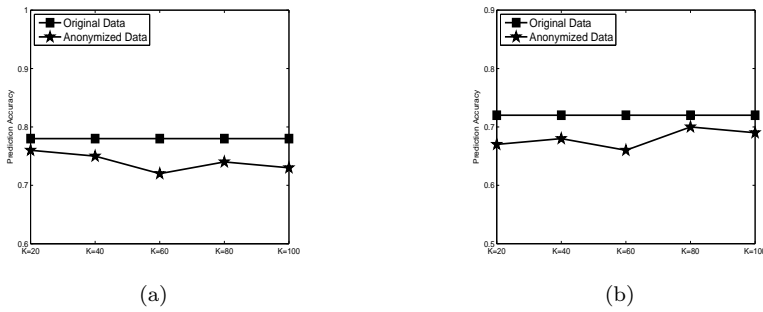 1
Original Data
Anonymized Data
0.9
Prediction Accuracy
0.8
0.7
0.6
K=20 K=40 K=60 K=80 K=100
(a)
0.9
Original Data
Anonymized Data
0.8
Prediction Accuracy
0.7
0.6
0.5
K=20 K=40 K=60 K=80 K=100
(b)